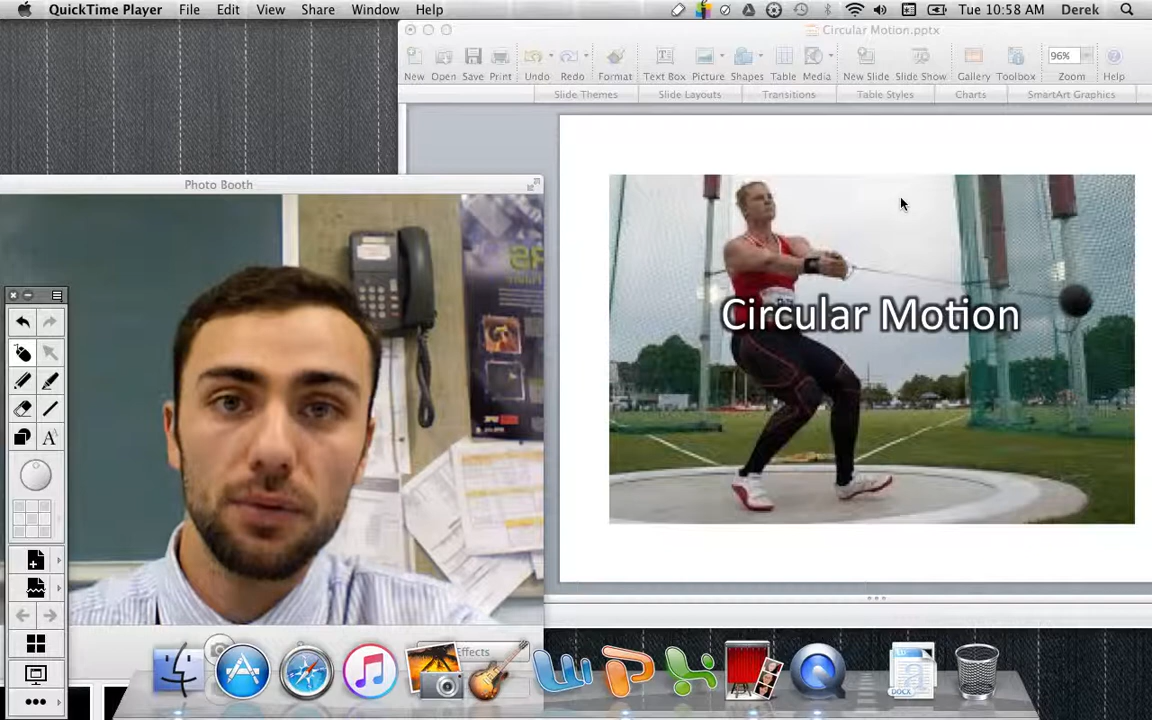 QuickTime Player File Edit View Share Window Help Tue 10:58 AM Derek
Circular Motion.pptx
96%
New Open Save Print Undo Redo Format Text Box Picture Shapes Table Media New Slide Slide Show Gallery Toolbox Zoom Help
Slide Themes Slide Layouts Transitions Table Styles Charts SmartArt Graphics
Photo Booth
Circular Motion
A
Effects
DOCX